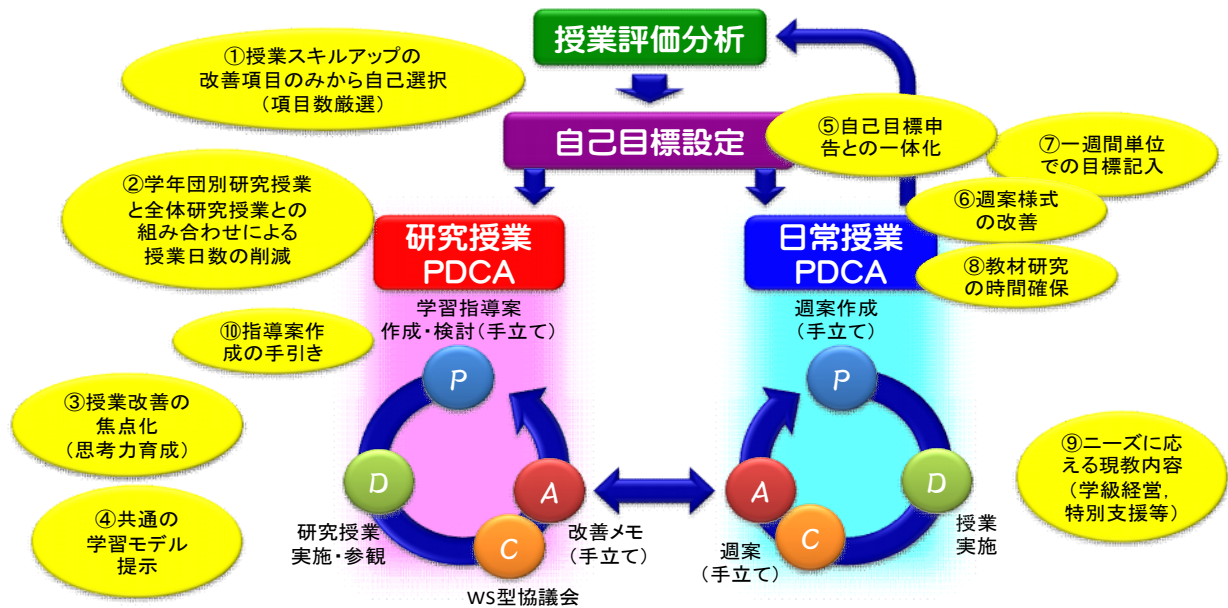 授業評価分析
①授業スキルアップの
改善項目のみから自己選択
(項目数厳選)
自己目標設定
⑤自己目標申
告との一体化
⑦一週間単位
での目標記入
②学年団別研究授業
と全体研究授業との
組み合わせによる
授業日数の削減
⑥週案様式
の改善
研究授業
PDCA
日常授業
PDCA
⑧教材研究
の時間確保
学習指導案
作成・検討(手立て)
週案作成
(手立て)
⑩指導案作
成の手引き
P
P
③授業改善の
焦点化
(思考力育成)
⑨ニーズに応
える現教内容
(学級経営,
特別支援等)
D
A
A
D
④共通の
学習モデル
提示
研究授業
実施・参観
C
改善メモ
(手立て)
週案
(手立て)
C
授業
実施
WS型協議会